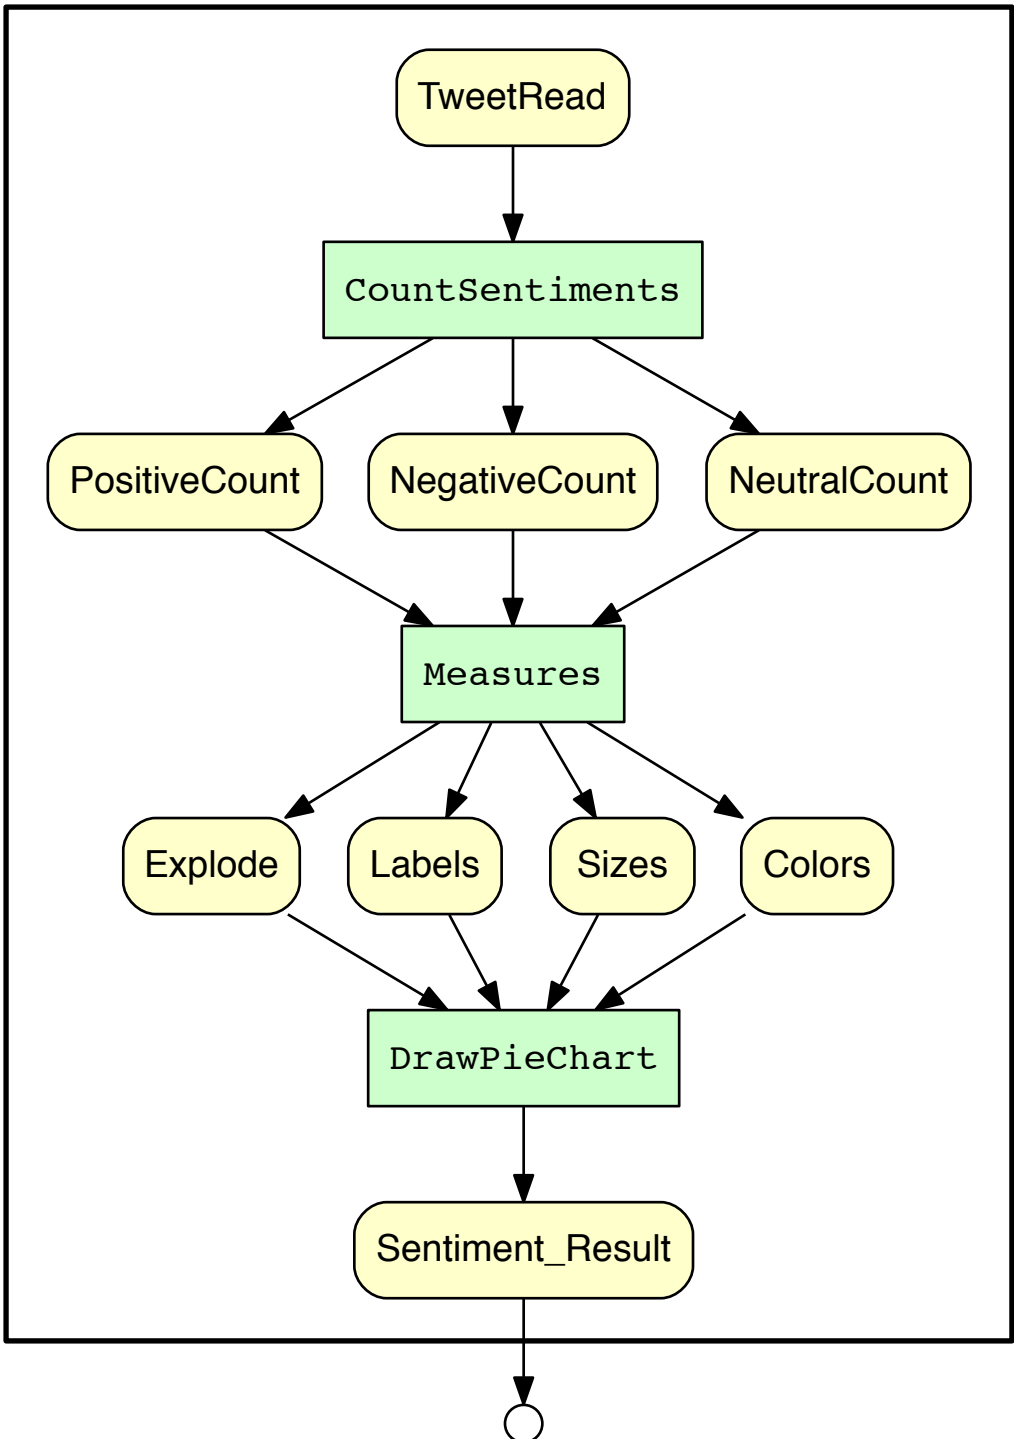 TweetRead
CountSentiments
PositiveCount
NegativeCount
NeutralCount
Measures
Explode
Labels
Sizes
Colors
DrawPieChart
Sentiment_Result